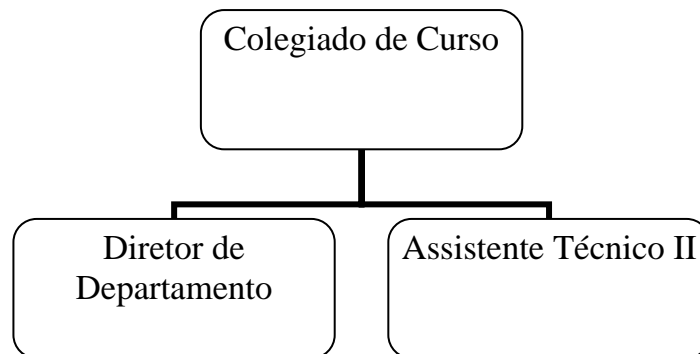 Colegiado de Curso
Diretor de
Departamento
Assistente Técnico II